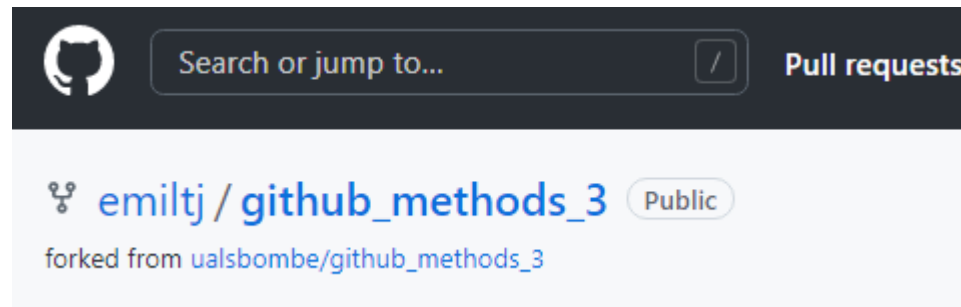 Search or jump to... / Pull requests
emiltj / github_methods_3 Public
forked from ualsbombe/github_methods_3